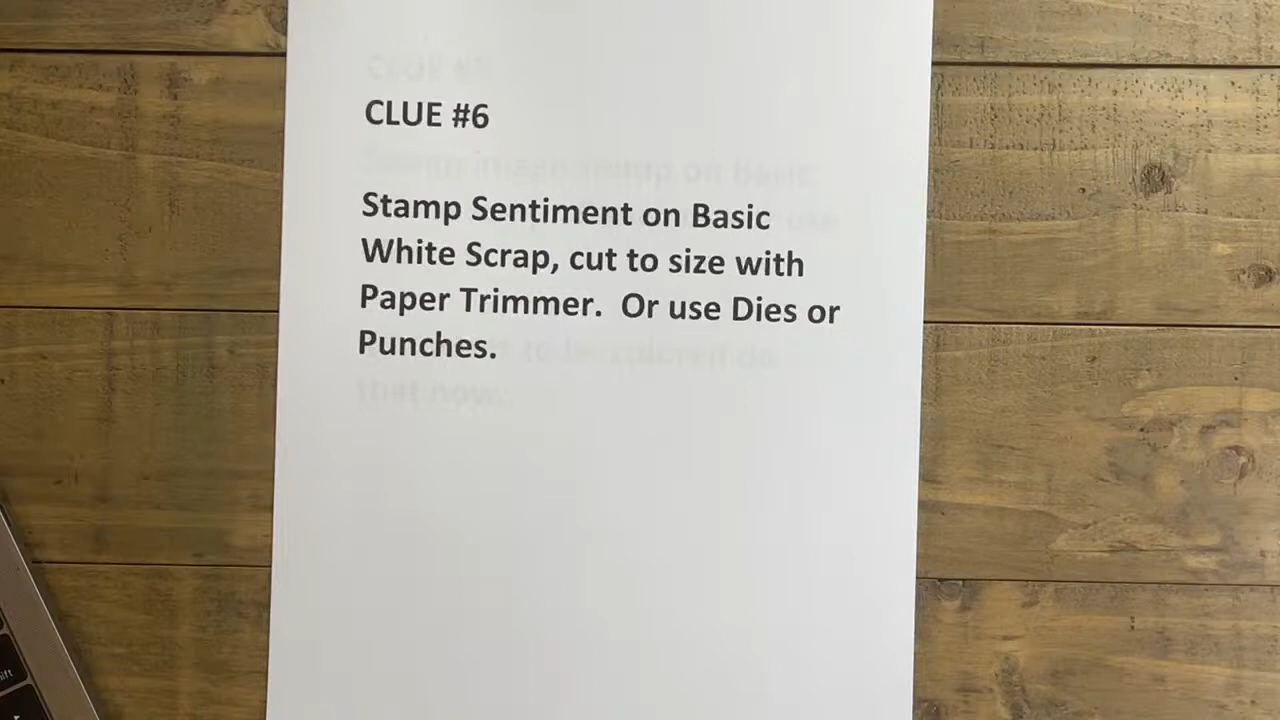 CLUE #6
Stamp Sentiment on Basic
White Scrap, cut to size with
Paper Trimmer.  Or use Dies or
Punches.